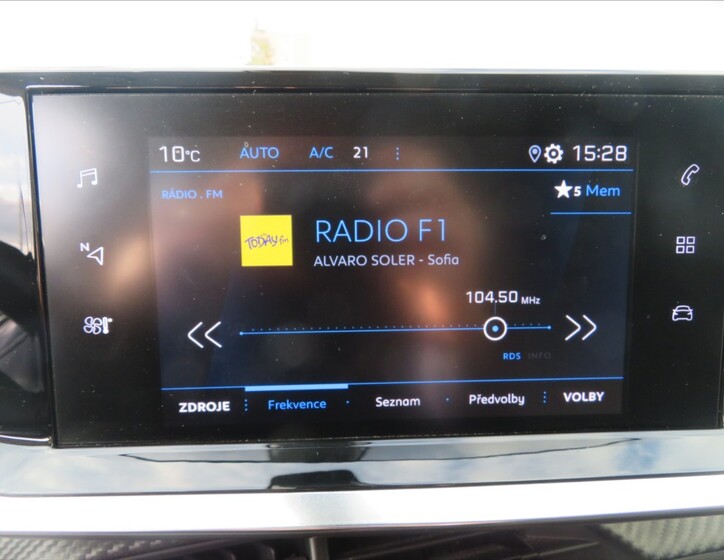 10°C AUTO A/C 21 15:28
RÁDIO . FM
★5 Mem
TODAY fm
RADIO F1
ALVARO SOLER - Sofia
N
104.50 MHz
RDS INFO
ZDROJE Frekvence Seznam Předvolby VOLBY